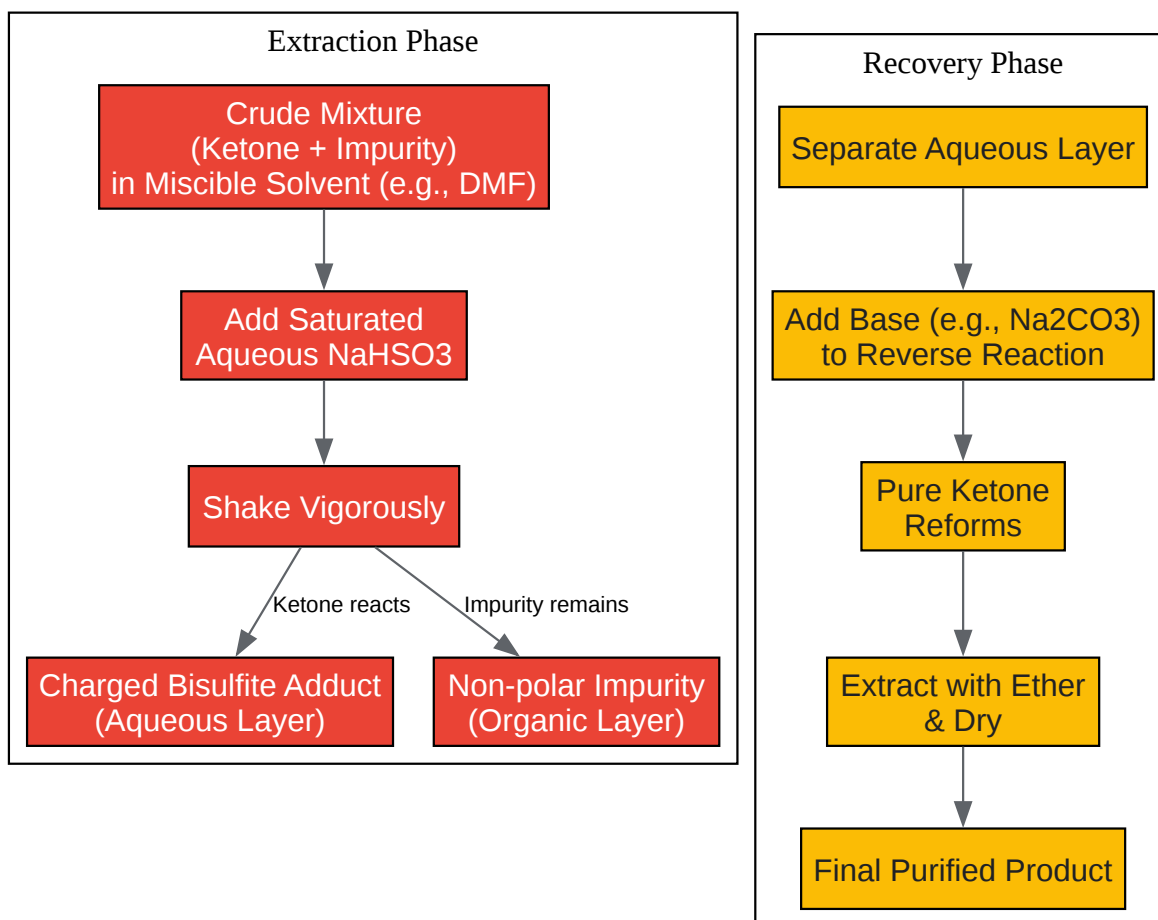 Extraction Phase
Crude Mixture
(Ketone + Impurity)
in Miscible Solvent (e.g., DMF)
Add Saturated
Aqueous NaHSO3
Shake Vigorously
Ketone reacts
Impurity remains
Charged Bisulfite Adduct
(Aqueous Layer)
Non-polar Impurity
(Organic Layer)
Recovery Phase
Separate Aqueous Layer
Add Base (e.g., Na2CO3)
to Reverse Reaction
Pure Ketone
Reforms
Extract with Ether
& Dry
Final Purified Product